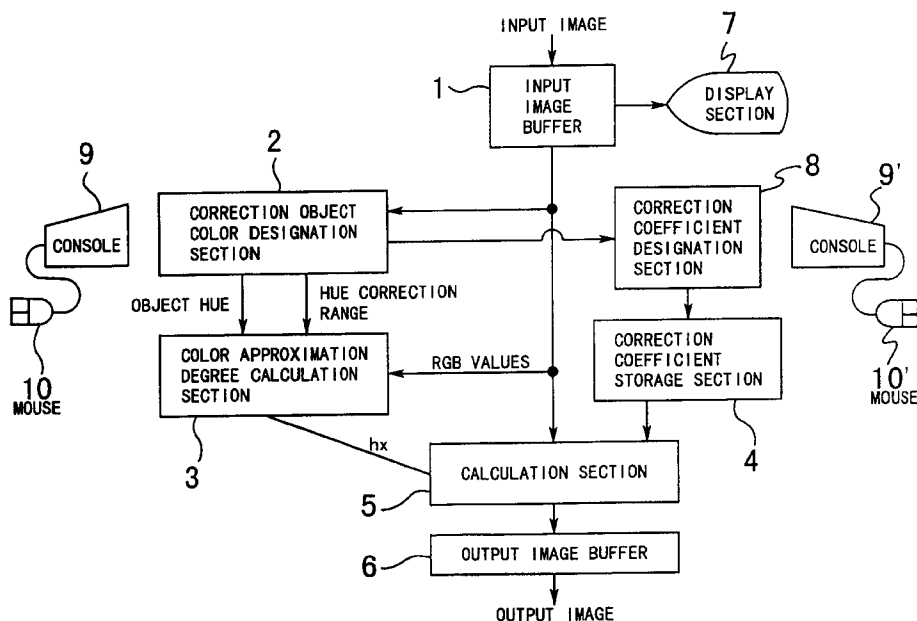 INPUT IMAGE
7
1
INPUT
IMAGE
BUFFER
DISPLAY
SECTION
2
8
9
9'
CORRECTION OBJECT
COLOR DESIGNATION
SECTION
CORRECTION
COEFFICIENT
DESIGNATION
SECTION
CONSOLE
CONSOLE
OBJECT HUE
HUE CORRECTION
RANGE
10
MOUSE
10'
MOUSE
COLOR APPROXIMATION
DEGREE CALCULATION
SECTION
RGB VALUES
CORRECTION
COEFFICIENT
STORAGE SECTION
3
hx
4
CALCULATION SECTION
5
OUTPUT IMAGE BUFFER
6
OUTPUT IMAGE